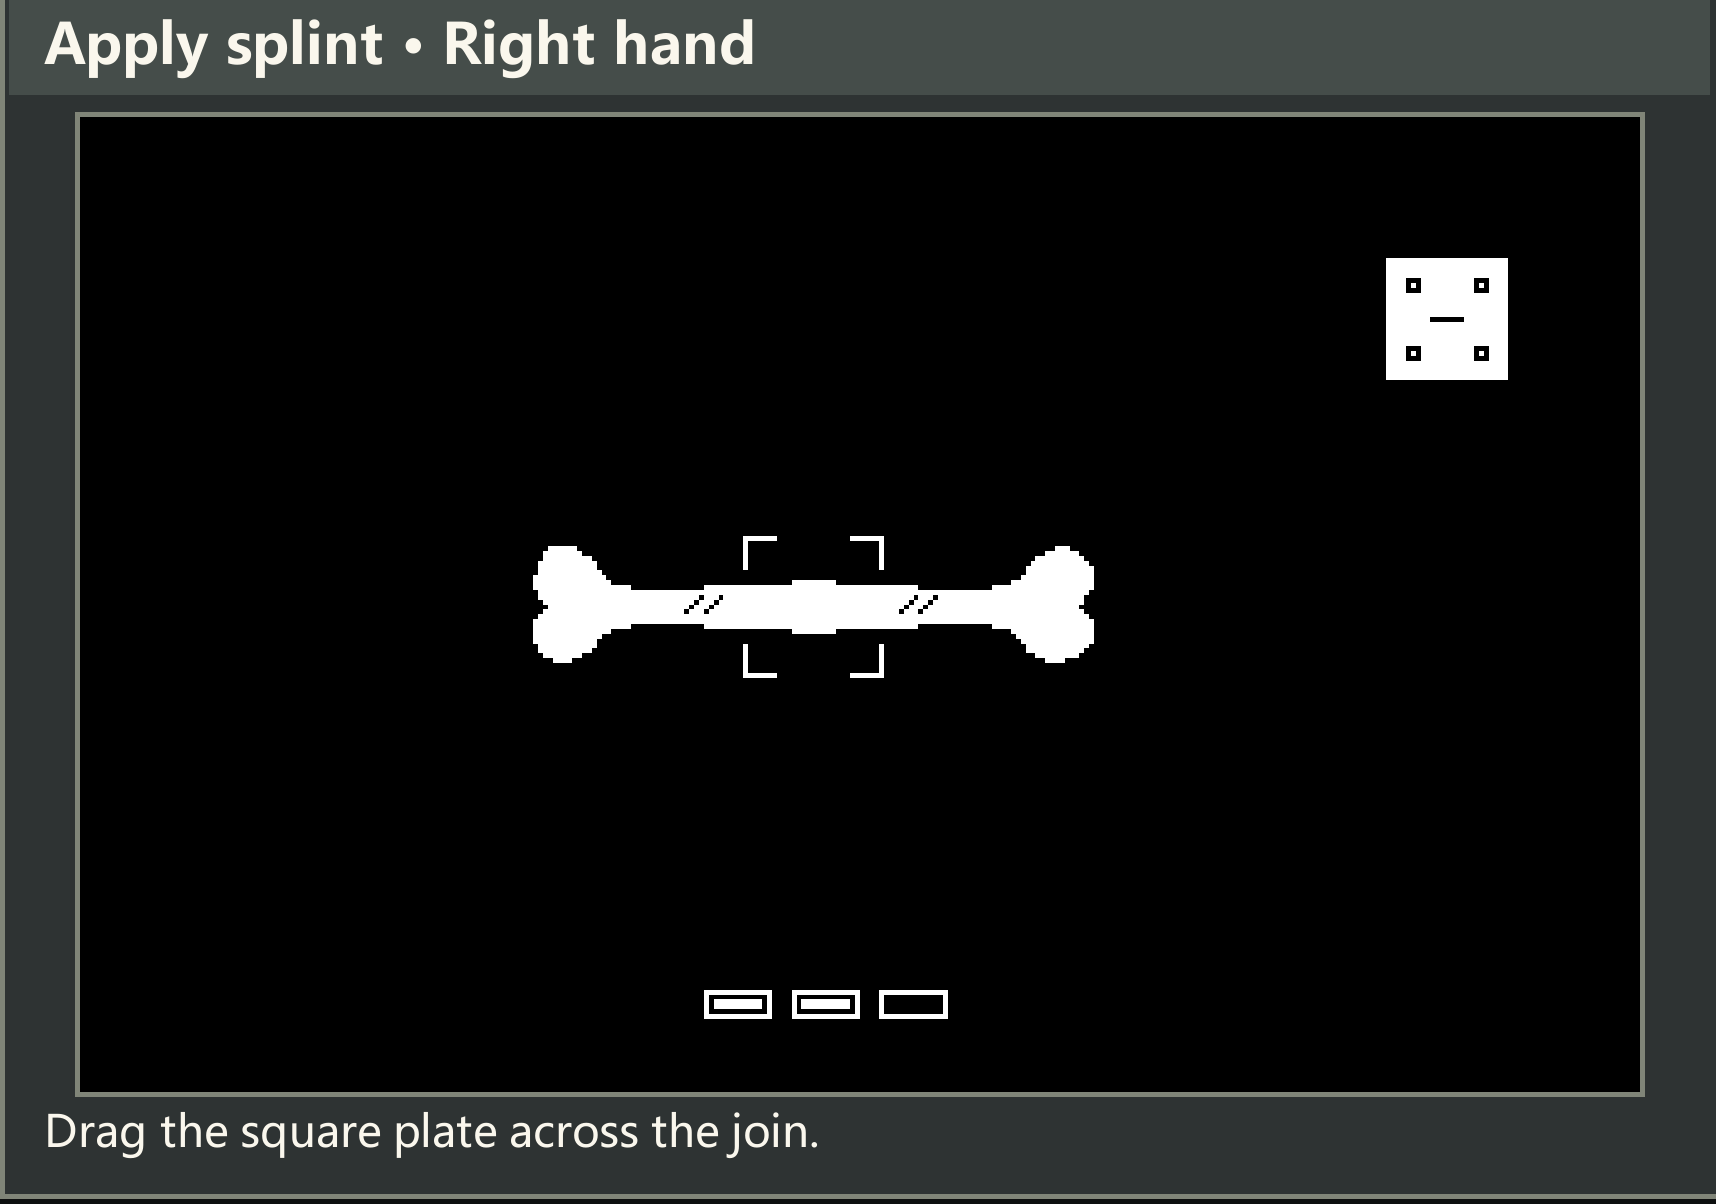 Apply splint • Right hand
Drag the square plate across the join.